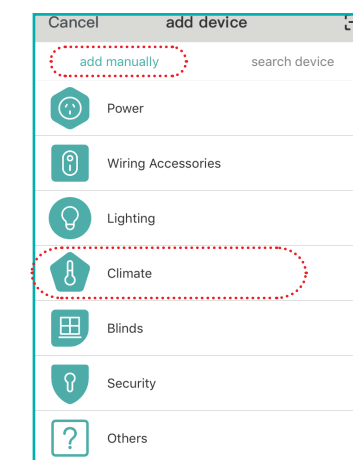 Cancel add device
add manually search device
Power
Wiring Accessories
Lighting
Climate
Blinds
Security
Others